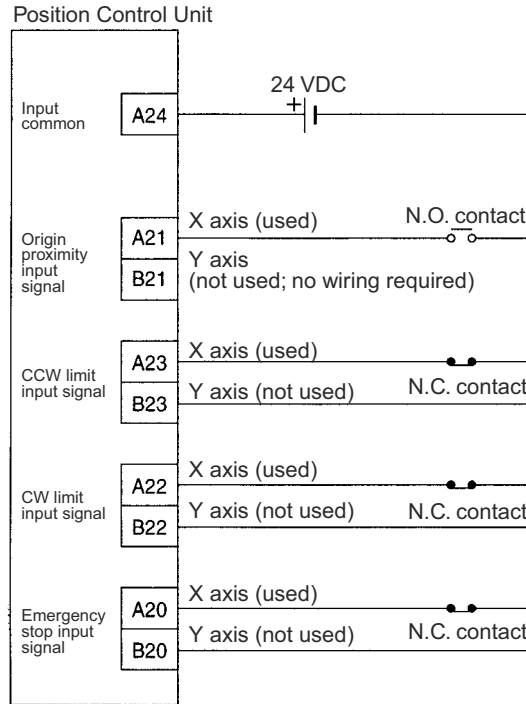 Position Control Unit
24 VDC
+
Input
common
A24
X axis (used)
N.O. contact
Origin
proximity
input
signal
A21
B21
Y axis
(not used; no wiring required)
CCW limit
input signal
A23
B23
X axis (used)
Y axis (not used)
N.C. contact
CW limit
input signal
A22
B22
X axis (used)
Y axis (not used)
N.C. contact
Emergency
stop input
signal
A20
B20
X axis (used)
Y axis (not used)
N.C. contact